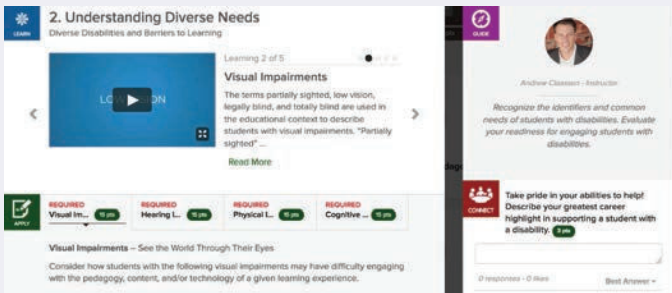 LEARN
2. Understanding Diverse Needs
Diverse Disabilities and Barriers to Learning
LOW VISION
Learning 2 of 5
Visual Impairments
The terms partially sighted, low vision,
legally blind, and totally blind are used in
the educational context to describe
students with visual impairments. "Partially
sighted" ...
Read More
APPLY
REQUIRED
Visual Im... 15 pts
REQUIRED
Hearing I... 15 pts
REQUIRED
Physical I... 15 pts
REQUIRED
Cognitive ... 15 pts
Visual Impairments – See the World Through Their Eyes
Consider how students with the following visual impairments may have difficulty engaging
with the pedagogy, content, and/or technology of a given learning experience.
GUIDE
Andrew Claassen - Instructor
Recognize the identifiers and common
needs of students with disabilities. Evaluate
your readiness for engaging students with
disabilities.
CONNECT
Take pride in your abilities to help!
Describe your greatest career
highlight in supporting a student with
a disability. 3 pts
0 responses - 0 likes
Best Answer